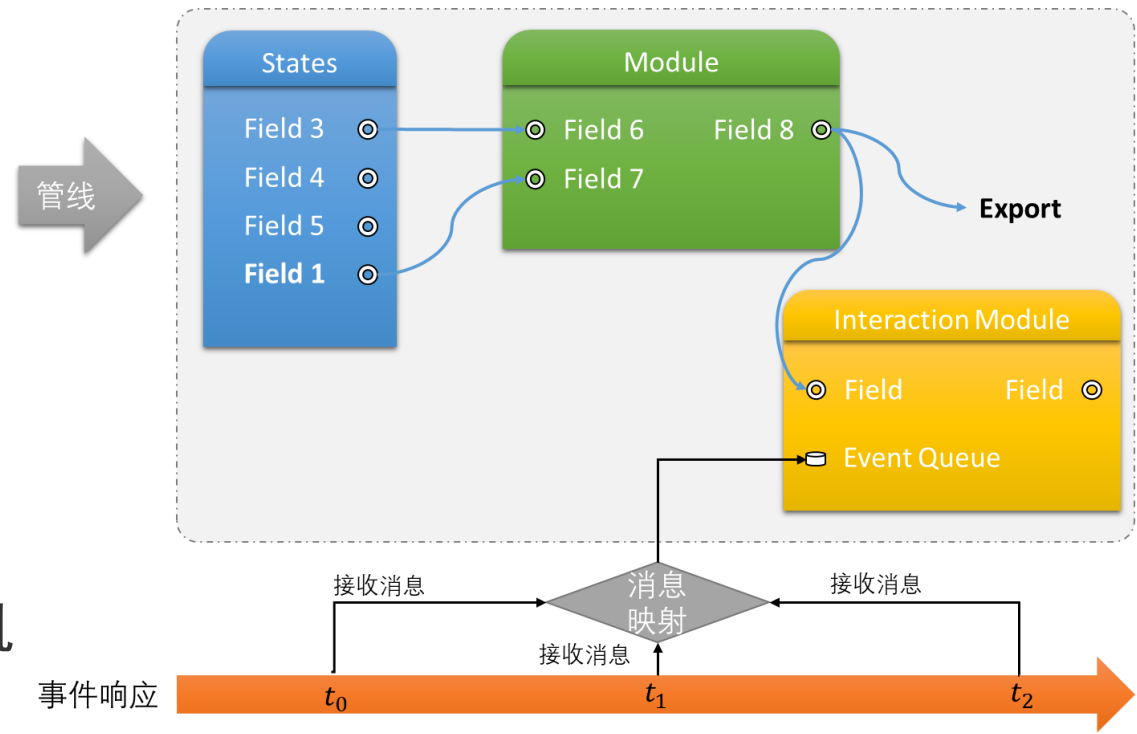 States
Module
Field 3
Field 6
Field 8
管线
Field 4
Field 7
Field 5
Export
Field 1
Interaction Module
Field
Field
Event Queue
接收消息
消息
映射
接收消息
接收消息
事件响应
t₀
t₁
t₂